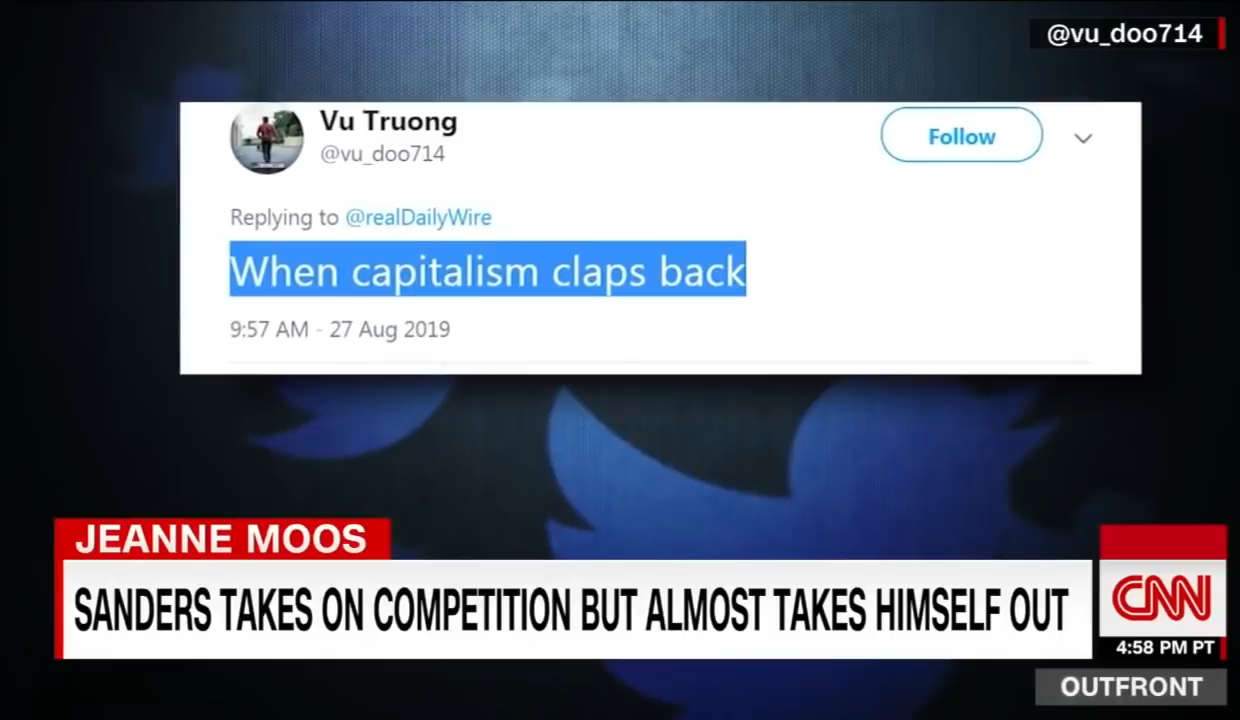 @vu_doo714
Vu Truong
@vu_doo714
Follow
Replying to @realDailyWire
When capitalism claps back
9:57 AM - 27 Aug 2019
JEANNE MOOS
SANDERS TAKES ON COMPETITION BUT ALMOST TAKES HIMSELF OUT
CNN
4:58 PM PT
OUTFRONT